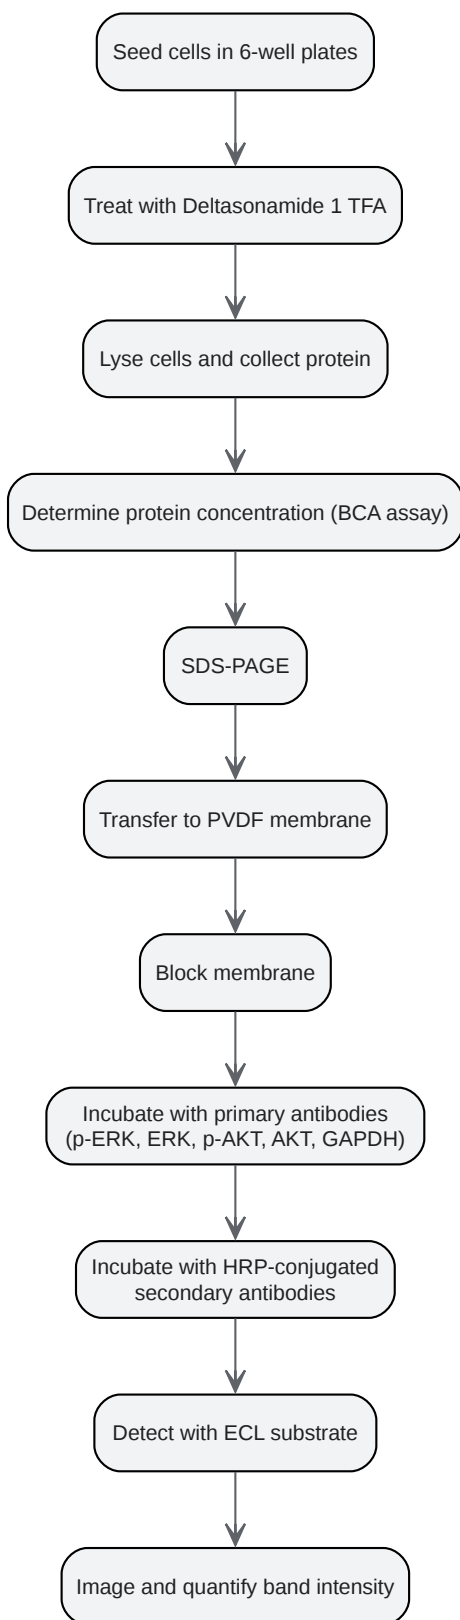 Seed cells in 6-well plates
Treat with Deltasonamide 1 TFA
Lyse cells and collect protein
Determine protein concentration (BCA assay)
SDS-PAGE
Transfer to PVDF membrane
Block membrane
Incubate with primary antibodies
(p-ERK, ERK, p-AKT, AKT, GAPDH)
Incubate with HRP-conjugated
secondary antibodies
Detect with ECL substrate
Image and quantify band intensity